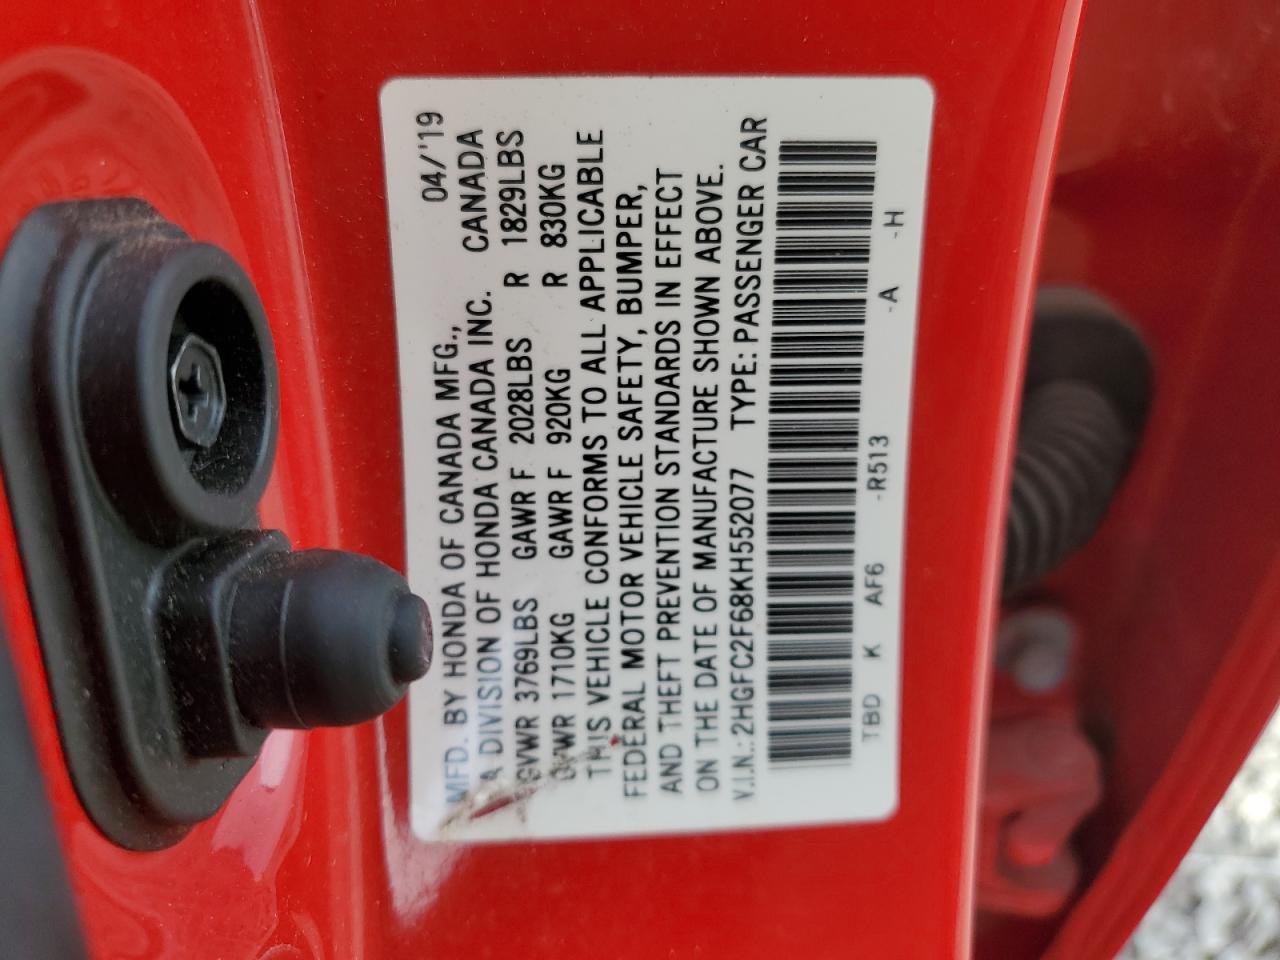 MFD. BY HONDA OF CANADA MFG., 04/'19
A DIVISION OF HONDA CANADA INC. CANADA
GVWR 3769LBS GAWR F 2028LBS R 1829LBS
GVWR 1710KG GAWR F 920KG R 830KG
THIS VEHICLE CONFORMS TO ALL APPLICABLE
FEDERAL MOTOR VEHICLE SAFETY, BUMPER,
AND THEFT PREVENTION STANDARDS IN EFFECT
ON THE DATE OF MANUFACTURE SHOWN ABOVE.
V.I.N.: 2HGFC2F68KH552077 TYPE: PASSENGER CAR
TBD K AF6 -R513 -A -H